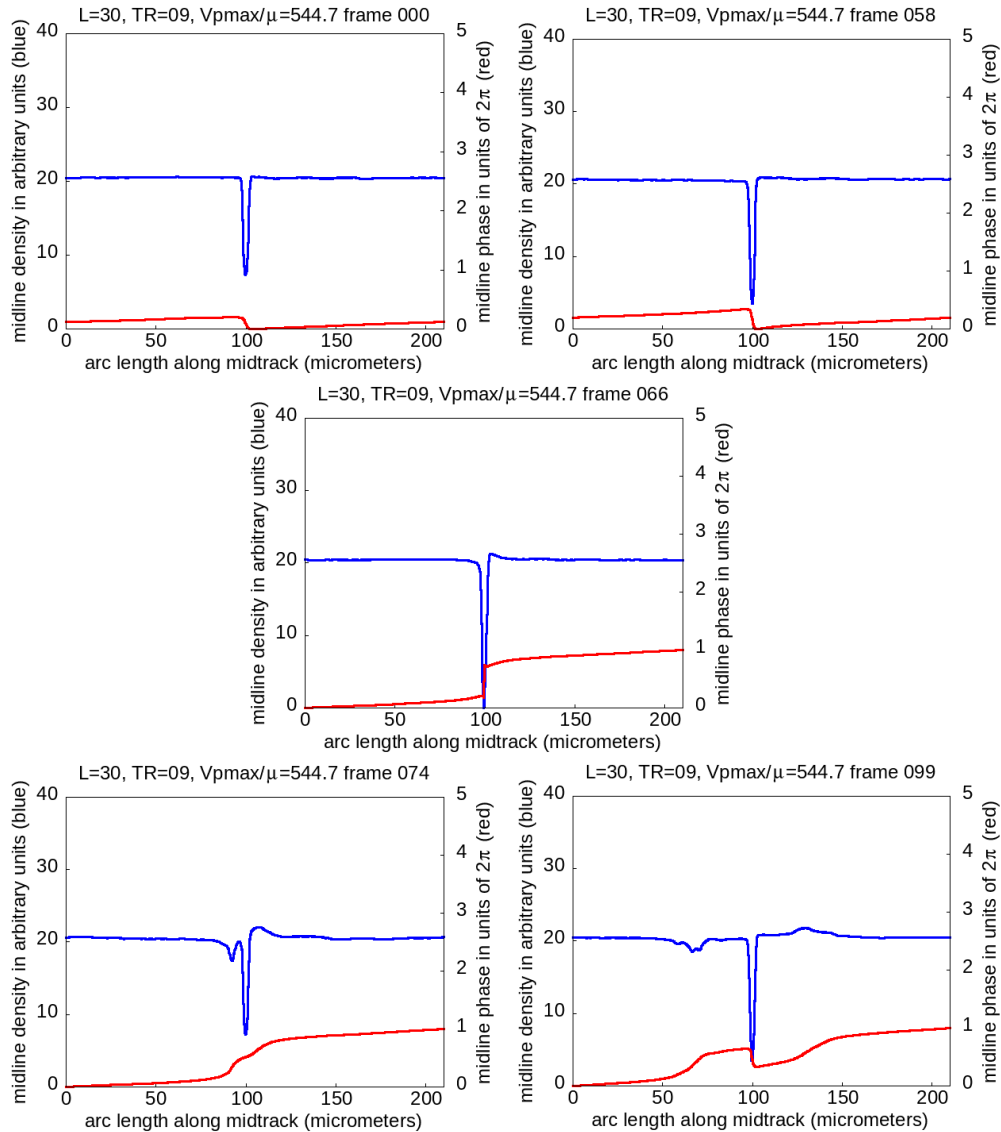 L=30, TR=09, Vpmax/μ=544.7 frame 000
midline density in arbitrary units (blue)
40
30
20
10
0
5
4
3
2
1
0
midline phase in units of 2π (red)
0 50 100 150 200
arc length along midtrack (micrometers)
L=30, TR=09, Vpmax/μ=544.7 frame 058
midline density in arbitrary units (blue)
40
30
20
10
0
5
4
3
2
1
0
midline phase in units of 2π (red)
0 50 100 150 200
arc length along midtrack (micrometers)
L=30, TR=09, Vpmax/μ=544.7 frame 066
midline density in arbitrary units (blue)
40
30
20
10
0
5
4
3
2
1
0
midline phase in units of 2π (red)
0 50 100 150 200
arc length along midtrack (micrometers)
L=30, TR=09, Vpmax/μ=544.7 frame 074
midline density in arbitrary units (blue)
40
30
20
10
0
5
4
3
2
1
0
midline phase in units of 2π (red)
0 50 100 150 200
arc length along midtrack (micrometers)
L=30, TR=09, Vpmax/μ=544.7 frame 099
midline density in arbitrary units (blue)
40
30
20
10
0
5
4
3
2
1
0
midline phase in units of 2π (red)
0 50 100 150 200
arc length along midtrack (micrometers)